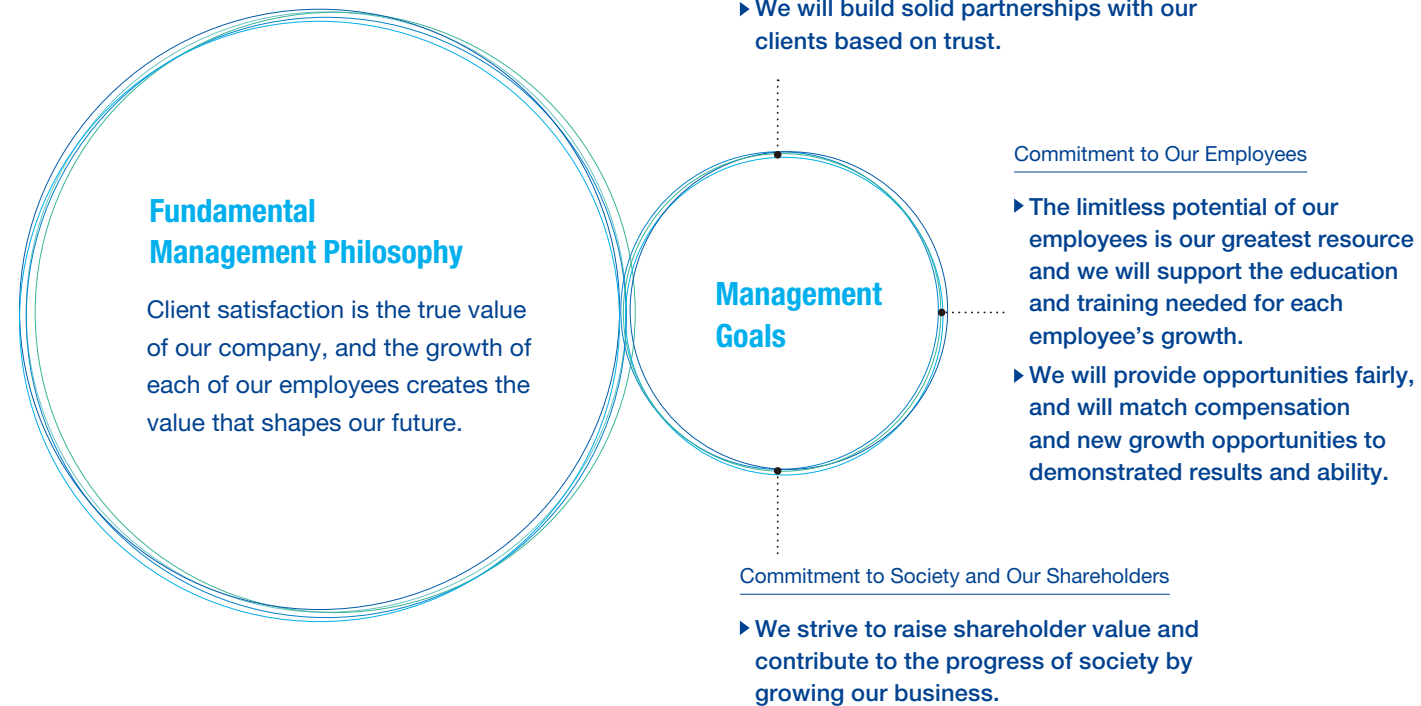 We will build solid partnerships with our
clients based on trust.
Fundamental
Management Philosophy
Client satisfaction is the true value
of our company, and the growth of
each of our employees creates the
value that shapes our future.
Management
Goals
Commitment to Our Employees
The limitless potential of our
employees is our greatest resource
and we will support the education
and training needed for each
employee’s growth.
We will provide opportunities fairly,
and will match compensation
and new growth opportunities to
demonstrated results and ability.
Commitment to Society and Our Shareholders
We strive to raise shareholder value and
contribute to the progress of society by
growing our business.